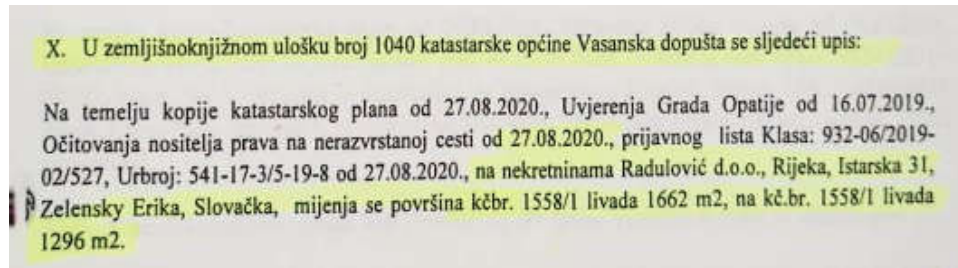 X. U zemljišnoknjižnom ulošku broj 1040 katastarske općine Vasanska dopušta se sljedeći upis:
Na temelju kopije katastarskog plana od 27.08.2020., Uvjerenja Grada Opatije od 16.07.2019.,
Očitovanja nositelja prava na nerazvrstanoj cesti od 27.08.2020., prijavnog lista Klasa: 932-06/2019-
02/527, Urbroj: 541-17-3/5-19-8 od 27.08.2020., na nekretninama Radulović d.o.o., Rijeka, Istarska 31,
Zelensky Erika, Slovačka, mijenja se površina kčbr. 1558/1 livada 1662 m2, na kč.br. 1558/1 livada
1296 m2.